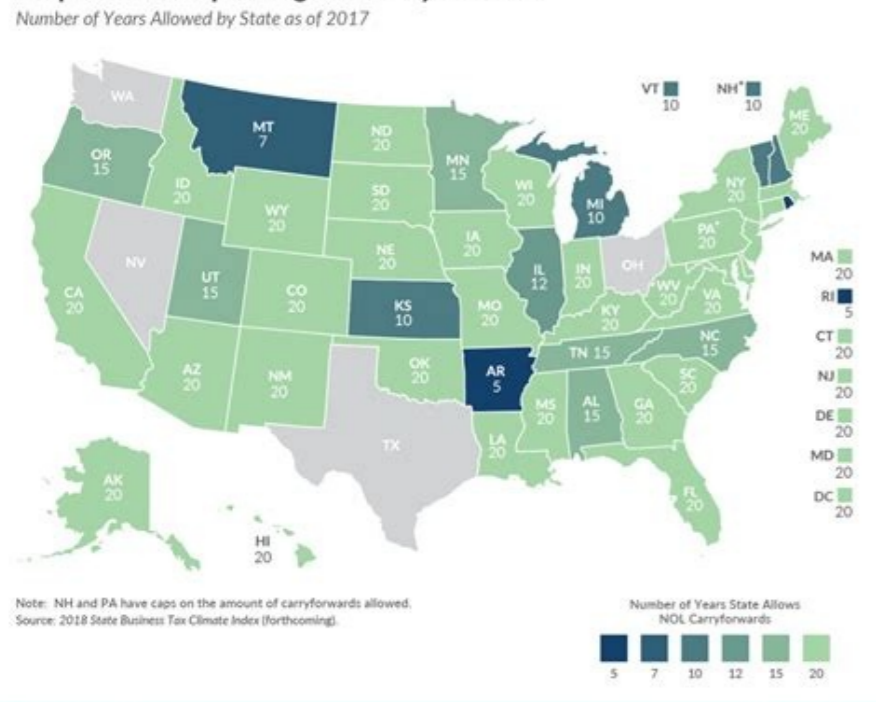 Number of Years Allowed by State as of 2017
VT
10
NH*
10
WA
MT
7
ND
20
MN
15
ME
20
OR
15
ID
20
SD
20
WI
20
MI
10
NY
20
WY
20
IA
20
PA*
20
NE
20
NV
UT
15
CO
20
IL
12
IN
20
OH
WV
20
VA
20
CA
20
KS
10
MO
20
KY
20
NC
15
TN 15
AZ
20
NM
20
OK
20
AR
5
SC
20
MS
20
AL
15
GA
20
TX
LA
20
FL
20
AK
20
HI
20
MA
20
RI
5
CT
20
NJ
20
DE
20
MD
20
DC
20
Note: NH and PA have caps on the amount of carryforwards allowed.
Source: 2018 State Business Tax Climate Index (forthcoming).
Number of Years State Allows
NOL Carryforwards
5 7 10 12 15 20